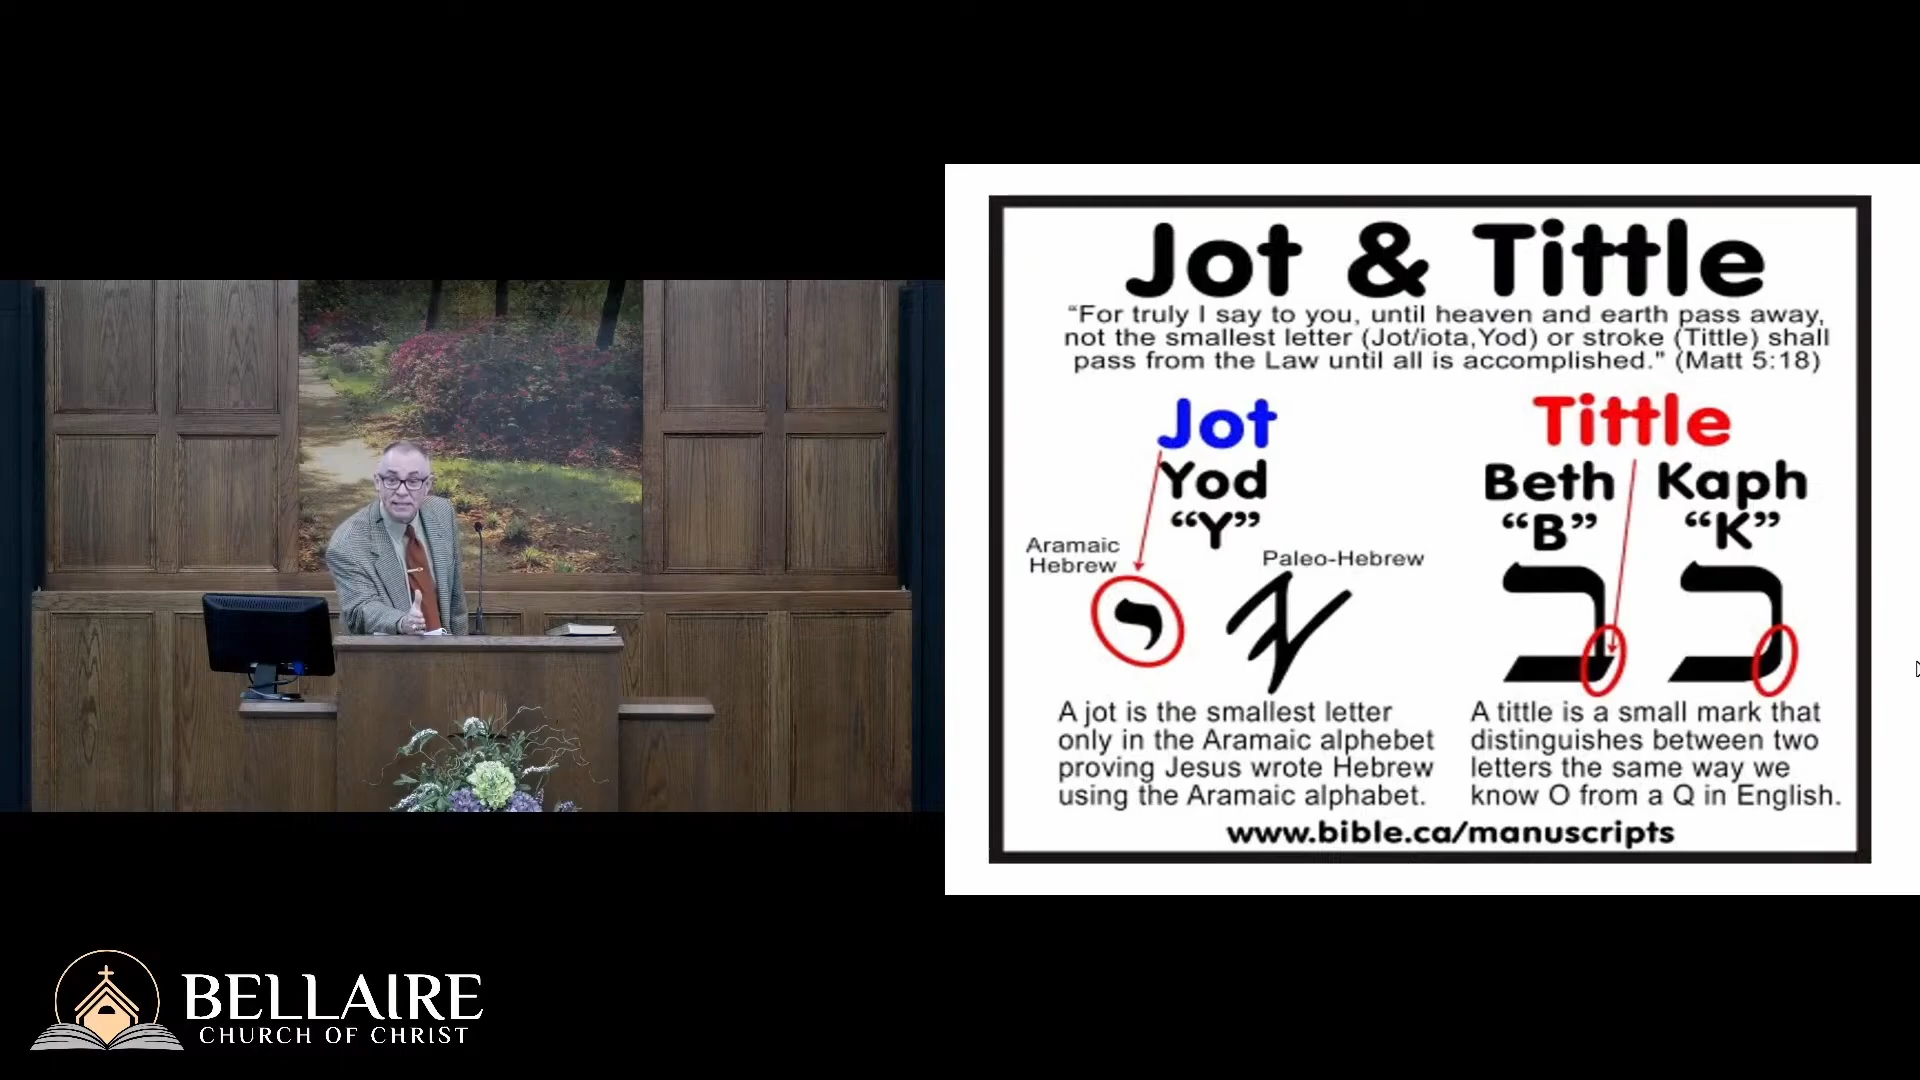 Jot & Tittle
“For truly I say to you, until heaven and earth pass away,
not the smallest letter (Jot/iota,Yod) or stroke (Tittle) shall
pass from the Law until all is accomplished." (Matt 5:18)
Jot
Yod
“Y”
Aramaic
Hebrew
Paleo-Hebrew
י
𐤉
A jot is the smallest letter
only in the Aramaic alphebet
proving Jesus wrote Hebrew
using the Aramaic alphabet.
Tittle
Beth Kaph
“B” “K”
ב כ
A tittle is a small mark that
distinguishes between two
letters the same way we
know O from a Q in English.
www.bible.ca/manuscripts
BELLAIRE
CHURCH OF CHRIST